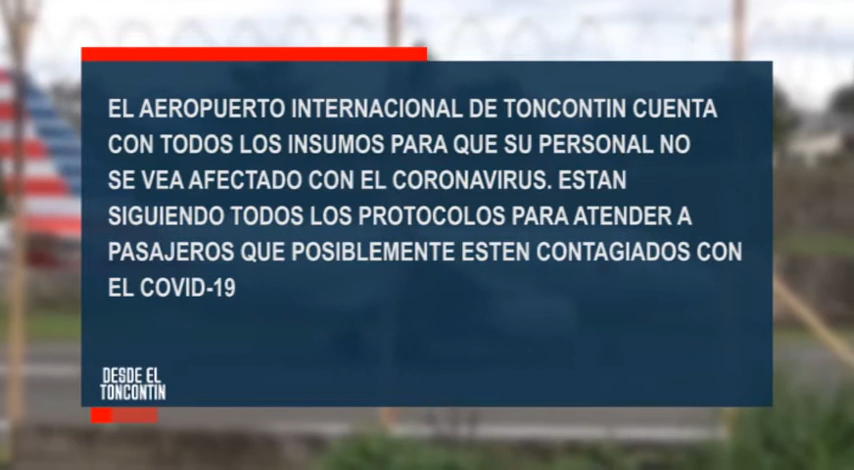 EL AEROPUERTO INTERNACIONAL DE TONCONTIN CUENTA
CON TODOS LOS INSUMOS PARA QUE SU PERSONAL NO
SE VEA AFECTADO CON EL CORONAVIRUS. ESTAN
SIGUIENDO TODOS LOS PROTOCOLOS PARA ATENDER A
PASAJEROS QUE POSIBLEMENTE ESTEN CONTAGIADOS CON
EL COVID-19
DESDE EL
TONCONTIN